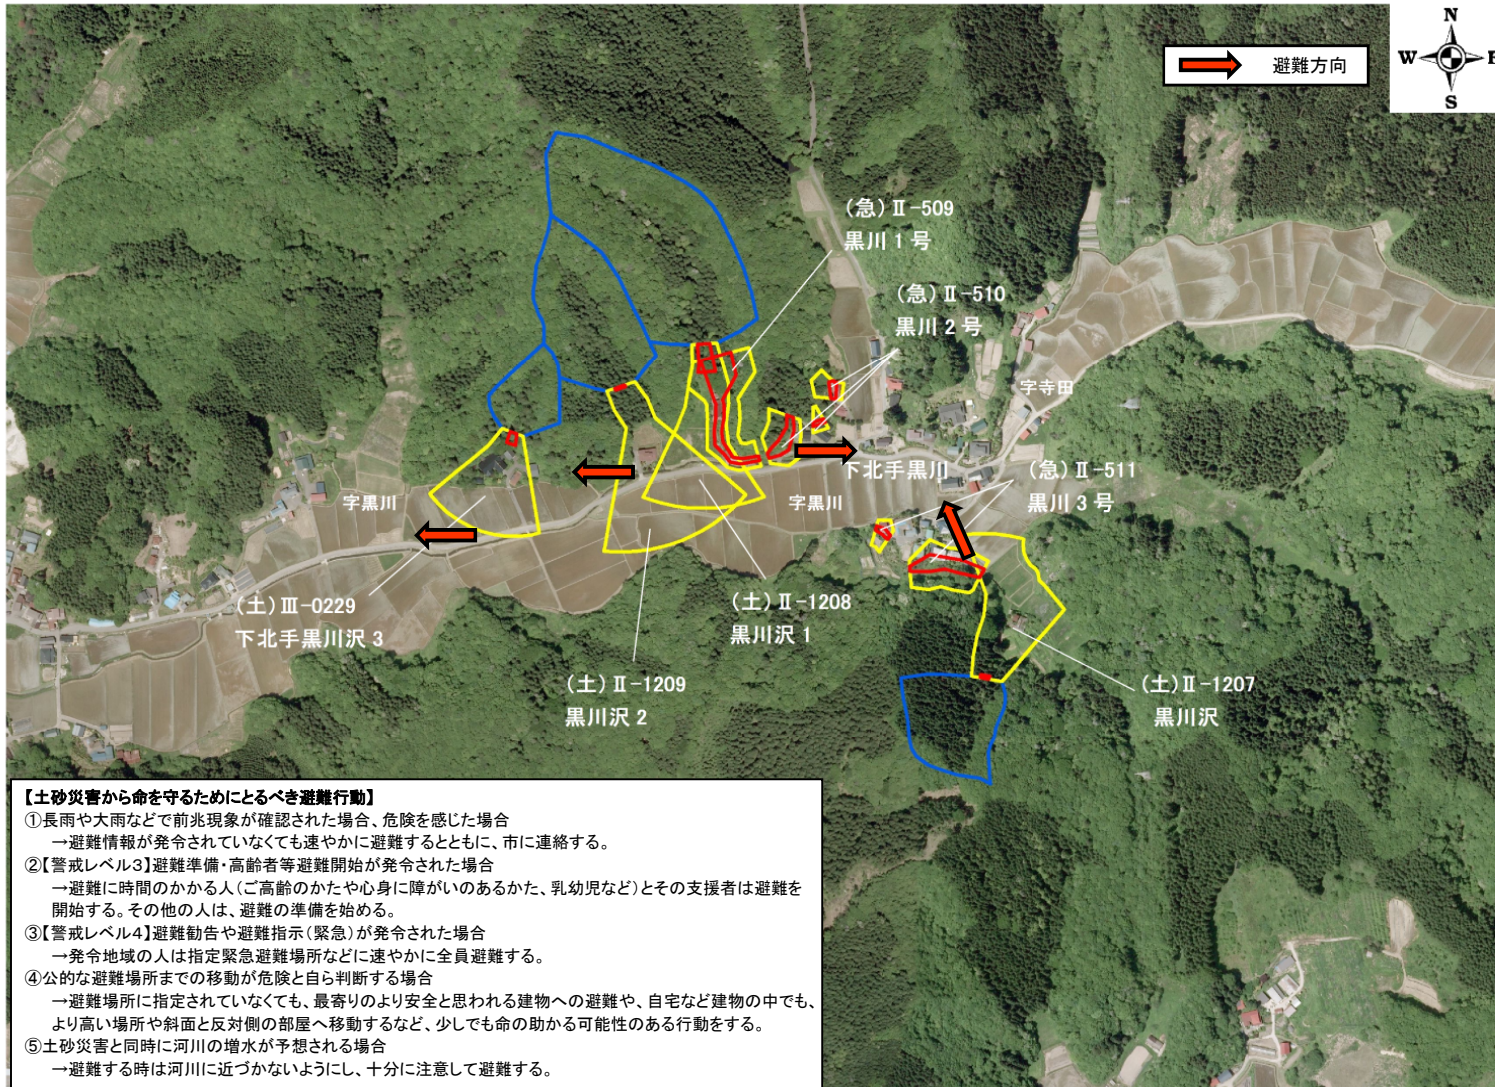 N
W
E
S
避難方向
(急)Ⅱ-509
黒川1号
(急)Ⅱ-510
黒川2号
字寺田
下北手黒川
(急)Ⅱ-511
黒川3号
字黒川
字黒川
(土)Ⅲ-0229
下北手黒川沢3
(土)Ⅱ-1208
黒川沢1
(土)Ⅱ-1209
黒川沢2
(土)Ⅱ-1207
黒川沢
【土砂災害から命を守るためにとるべき避難行動】
①長雨や大雨などで前兆現象が確認された場合、危険を感じた場合
→避難情報が発令されていなくても速やかに避難するとともに、市に連絡する。
②【警戒レベル3】避難準備・高齢者等避難開始が発令された場合
→避難に時間のかかる人(ご高齢のかたや心身に障がいのあるかた、乳幼児など)とその支援者は避難を
開始する。その他の人は、避難の準備を始める。
③【警戒レベル4】避難勧告や避難指示(緊急)が発令された場合
→発令地域の人は指定緊急避難場所などに速やかに全員避難する。
④公的な避難場所までの移動が危険と自ら判断する場合
→避難場所に指定されていなくても、最寄りのより安全と思われる建物への避難や、自宅など建物の中でも、
より高い場所や斜面と反対側の部屋へ移動するなど、少しでも命の助かる可能性のある行動をする。
⑤土砂災害と同時に河川の増水が予想される場合
→避難する時は河川に近づかないようにし、十分に注意して避難する。